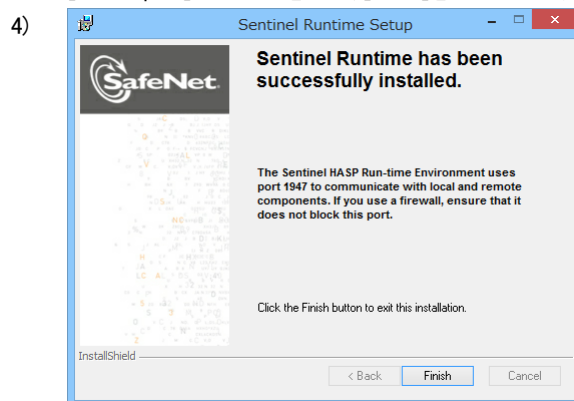 4)
Sentinel Runtime Setup
SafeNet.
Sentinel Runtime has been
successfully installed.
The Sentinel HASP Run-time Environment uses
port 1947 to communicate with local and remote
components. If you use a firewall, ensure that it
does not block this port.
Click the Finish button to exit this installation.
InstallShield
< Back
Finish
Cancel